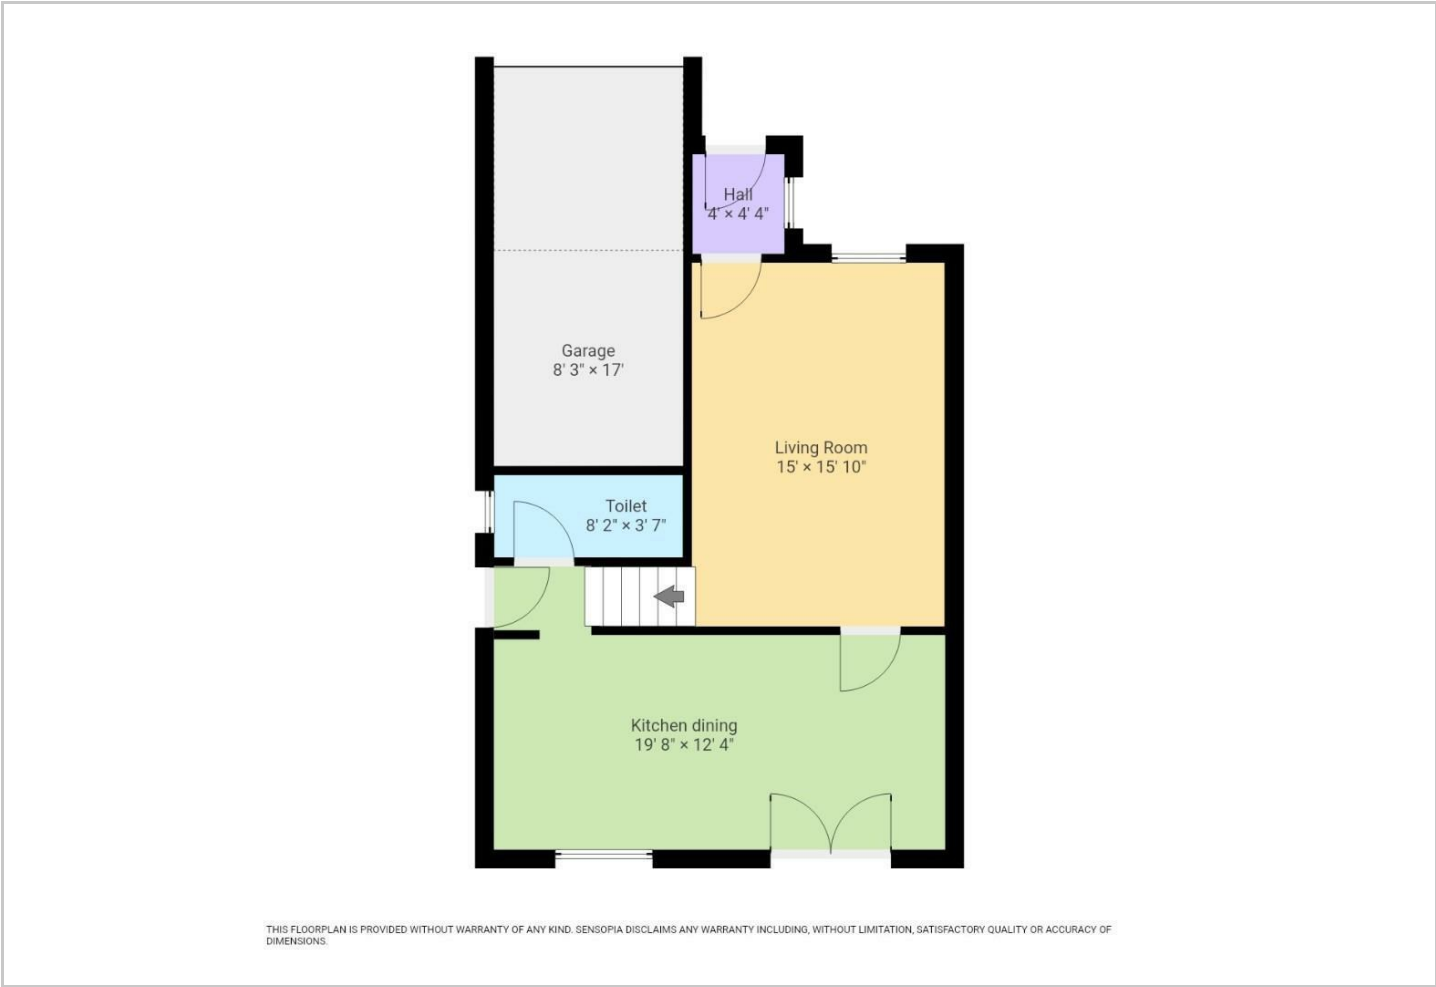 Hall
4' × 4' 4"
Garage
8' 3" × 17'
Living Room
15' × 15' 10"
Toilet
8' 2" × 3' 7"
Kitchen dining
19' 8" × 12' 4"
THIS FLOORPLAN IS PROVIDED WITHOUT WARRANTY OF ANY KIND. SENSOPIA DISCLAIMS ANY WARRANTY INCLUDING, WITHOUT LIMITATION, SATISFACTORY QUALITY OR ACCURACY OF
DIMENSIONS.